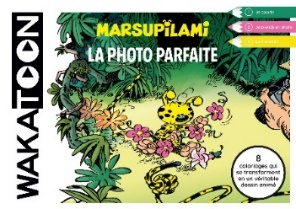 WAKATOON
MARSUPILAMI
LA PHOTO PARFAITE
8
coloriages qui
se transforment
en un véritable
dessin animé